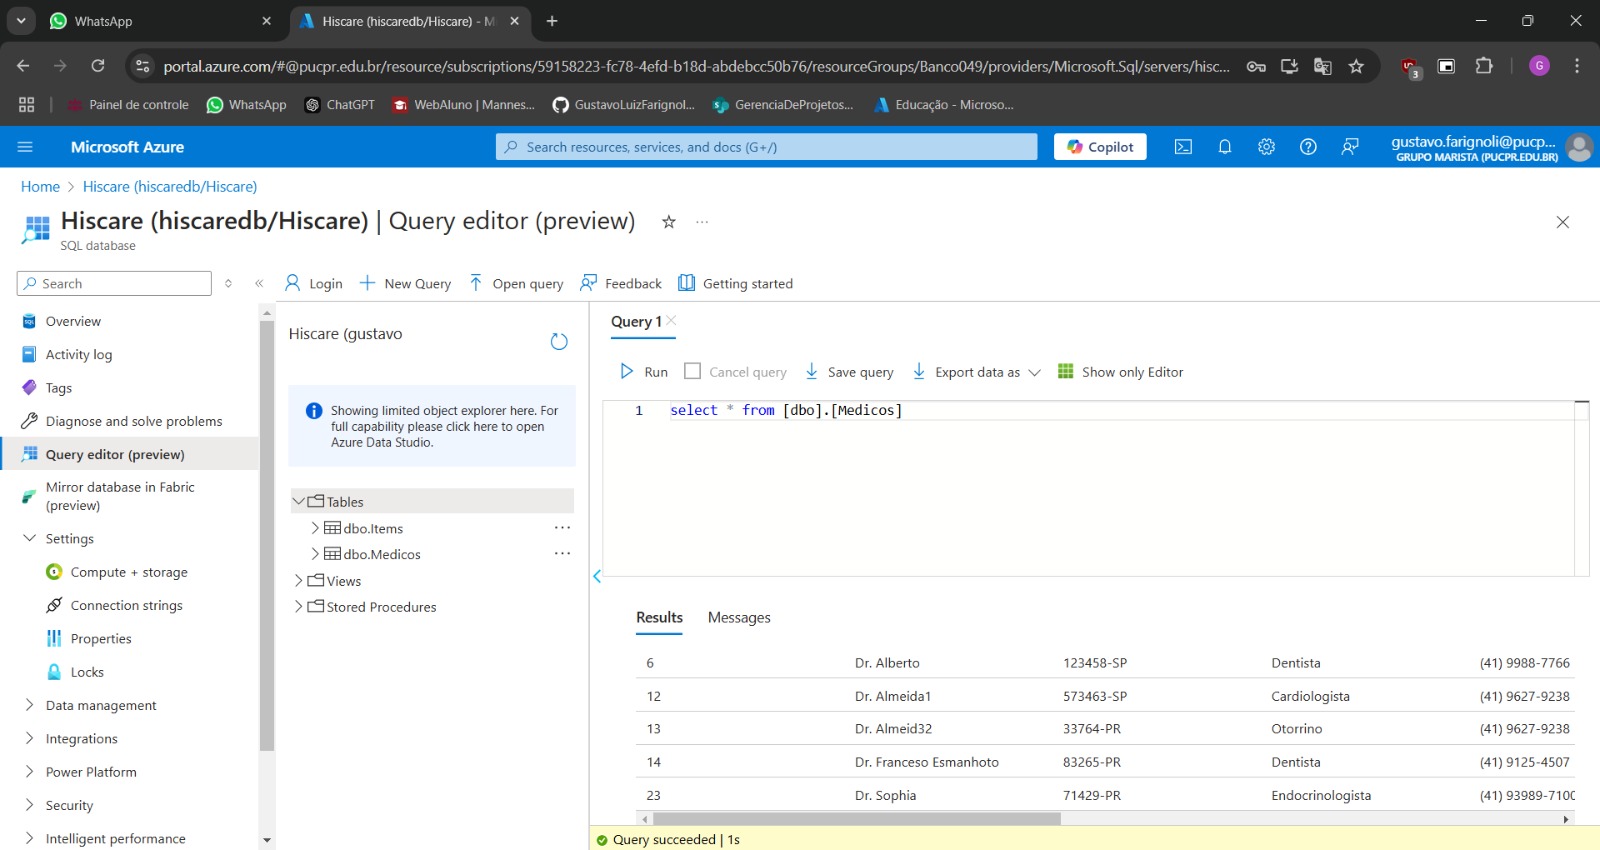 WhatsApp
Hiscare (hiscaredb/Hiscare) - M
portal.azure.com/#@pucpr.edu.br/resource/subscriptions/59158223-fc78-4efd-b18d-abdebcc50b76/resourceGroups/Banco049/providers/Microsoft.Sql/servers/hisc...
3
G
Painel de controle
WhatsApp
ChatGPT
WebAluno | Mannes...
GustavoLuizFarignol...
GerenciaDeProjetos...
Educação - Microso...
Microsoft Azure
Search resources, services, and docs (G+/)
Copilot
gustavo.farignoli@pucp...
GRUPO MARISTA (PUCPR.EDU.BR)
Home > Hiscare (hiscaredb/Hiscare)
Hiscare (hiscaredb/Hiscare) | Query editor (preview)
SQL database
Search
Login
New Query
Open query
Feedback
Getting started
Overview
Activity log
Tags
Diagnose and solve problems
Query editor (preview)
Mirror database in Fabric
(preview)
Settings
Compute + storage
Connection strings
Properties
Locks
Data management
Integrations
Power Platform
Security
Intelligent performance
Hiscare (gustavo
Showing limited object explorer here. For
full capability please click here to open
Azure Data Studio.
Tables
dbo.Items
dbo.Medicos
Views
Stored Procedures
Query 1
Run
Cancel query
Save query
Export data as
Show only Editor
1 select * from [dbo].[Medicos]
Results Messages
6 Dr. Alberto 123458-SP Dentista (41) 9988-7766
12 Dr. Almeida1 573463-SP Cardiologista (41) 9627-9238
13 Dr. Almeid32 33764-PR Otorrino (41) 9627-9238
14 Dr. Franceso Esmanhoto 83265-PR Dentista (41) 9125-4507
23 Dr. Sophia 71429-PR Endocrinologista (41) 93989-7100
Query succeeded | 1s